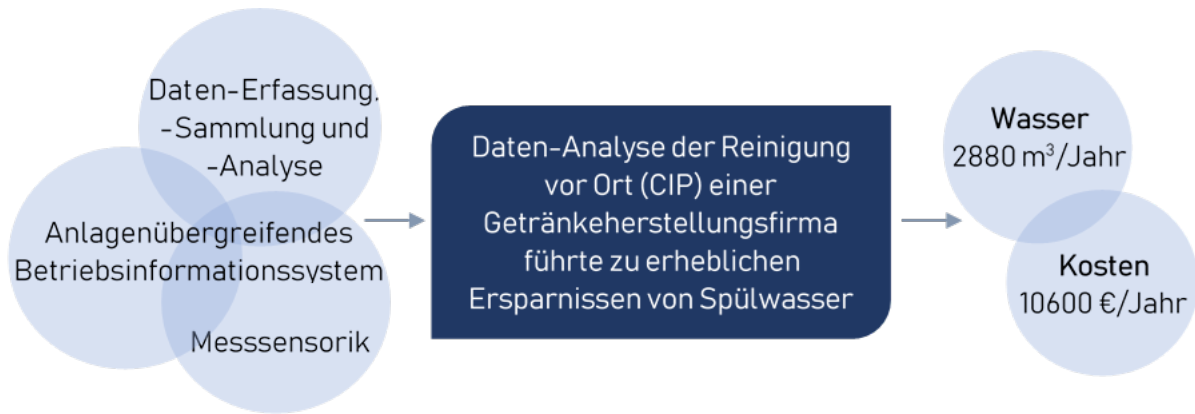 Daten-Erfassung,
-Sammlung und
-Analyse
Anlagenübergreifendes
Betriebsinformationssystem
Messsensorik
Daten-Analyse der Reinigung
vor Ort (CIP) einer
Getränkeherstellungsfirma
führte zu erheblichen
Ersparnissen von Spülwasser
Wasser
2880 m³/Jahr
Kosten
10600 €/Jahr